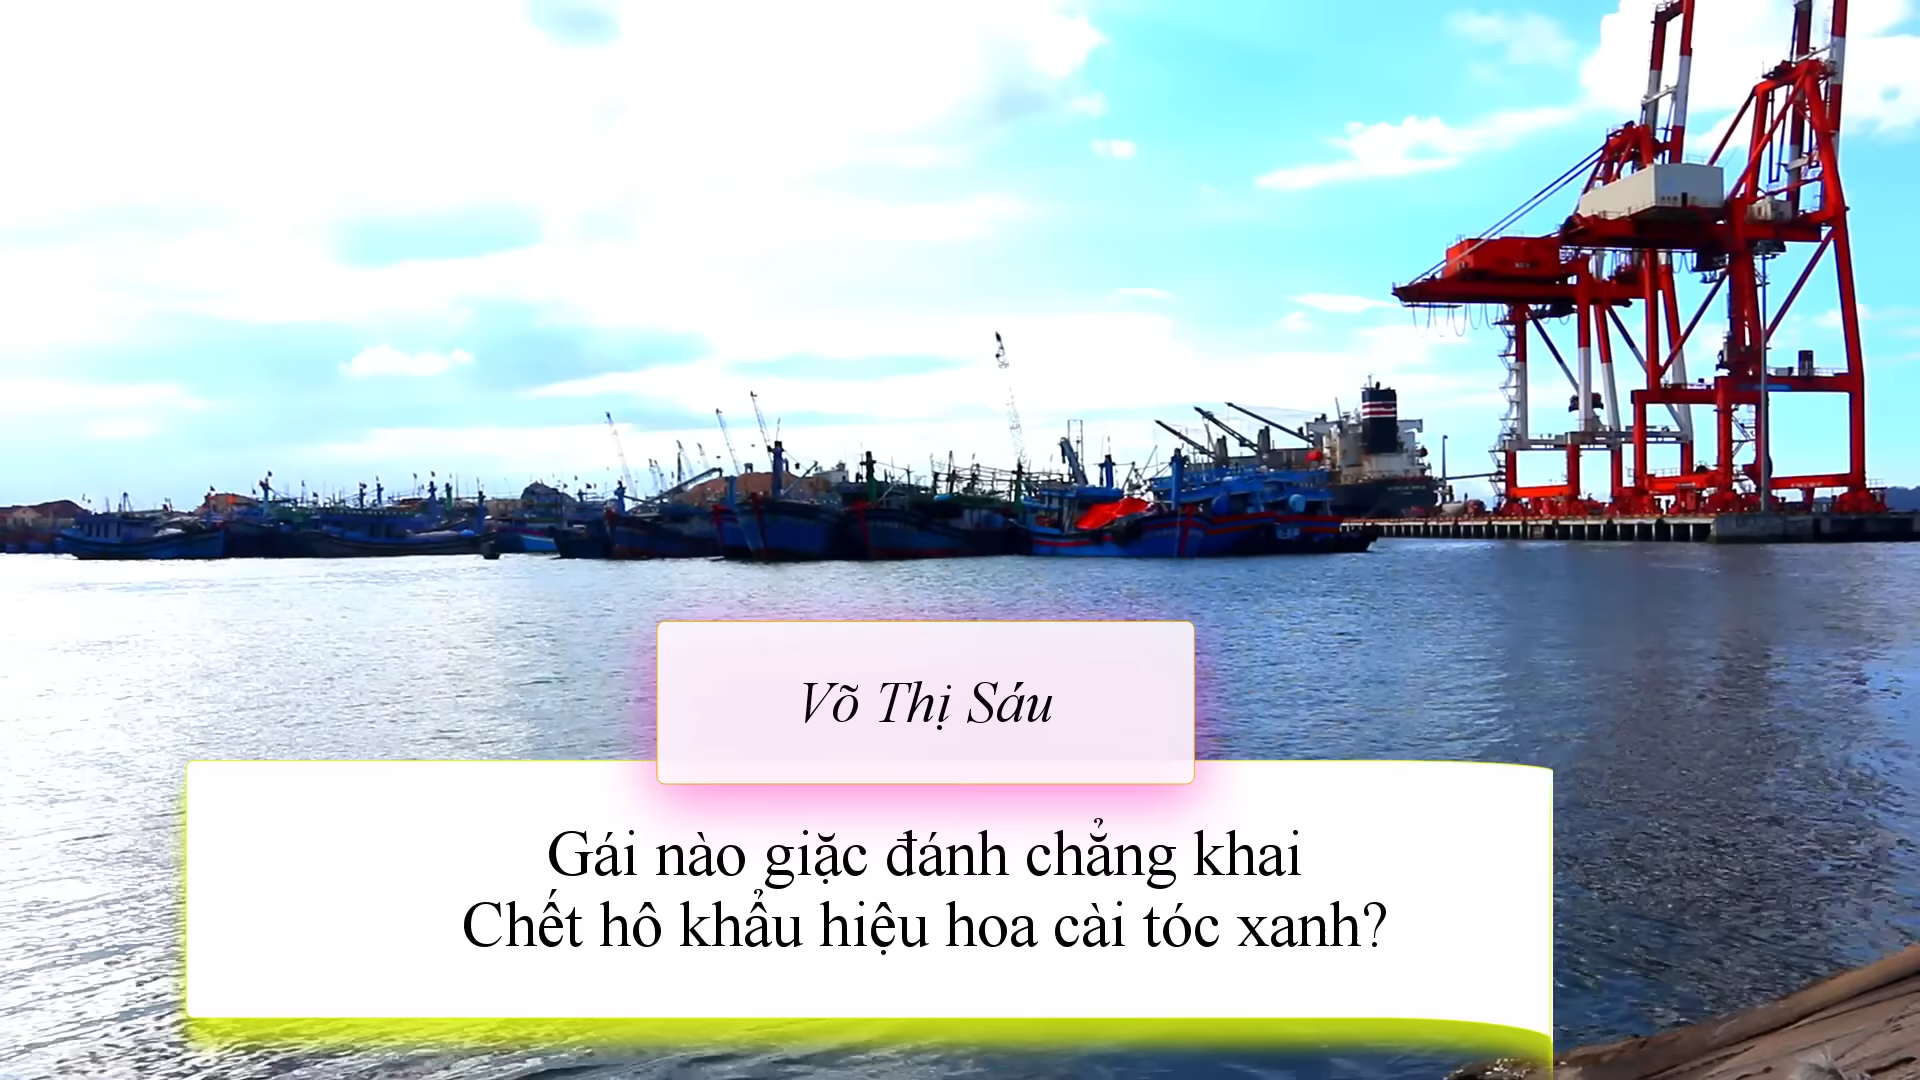 Võ Thị Sáu
Gái nào giặc đánh chẳng khai
Chết hô khẩu hiệu hoa cài tóc xanh?